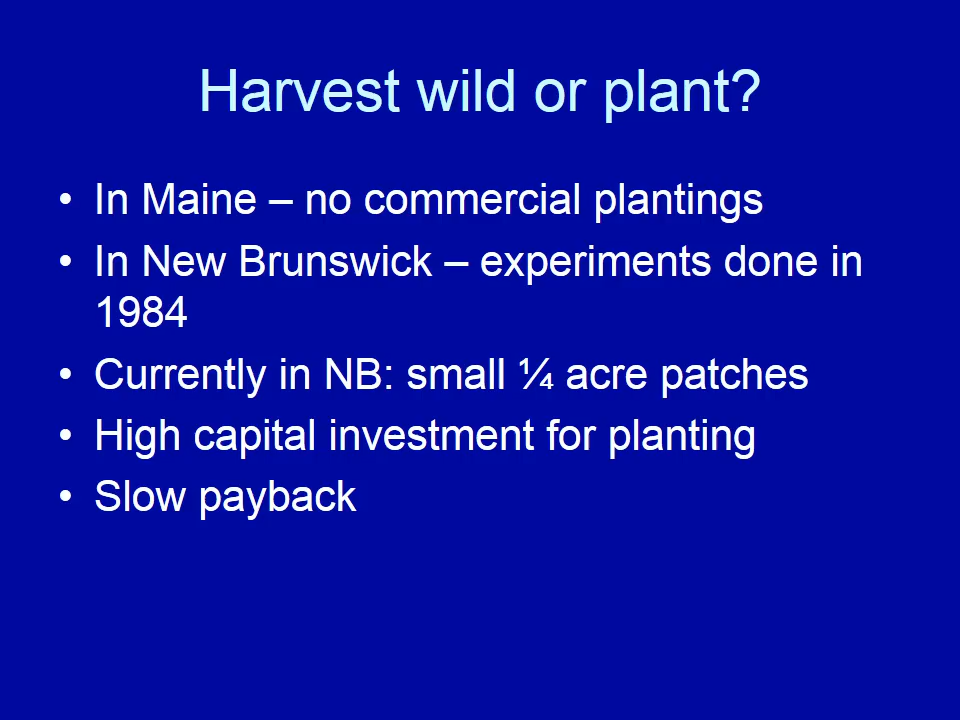 Harvest wild or plant?
• In Maine – no commercial plantings
• In New Brunswick – experiments done in
1984
• Currently in NB: small ¼ acre patches
• High capital investment for planting
• Slow payback